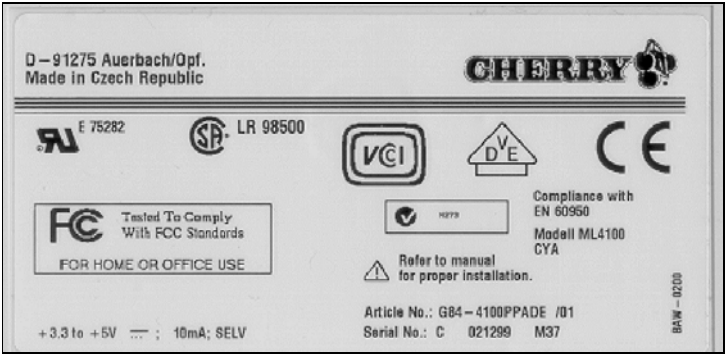 D-91275 Auerbach/Opf.
Made in Czech Republic
CHERRY
E 75282
SA
LR 98500
VCI
DVE
CE
FC
Tested To Comply
With FCC Standards
FOR HOME OR OFFICE USE
N273
Compliance with
EN 60950
Modell ML4100
CYA
Refer to manual
for proper installation.
+3.3 to +5V ⎓ ; 10mA; SELV
Article No.: G84-4100PPADE /01
Serial No.: C 021299 M37
BAW-0200